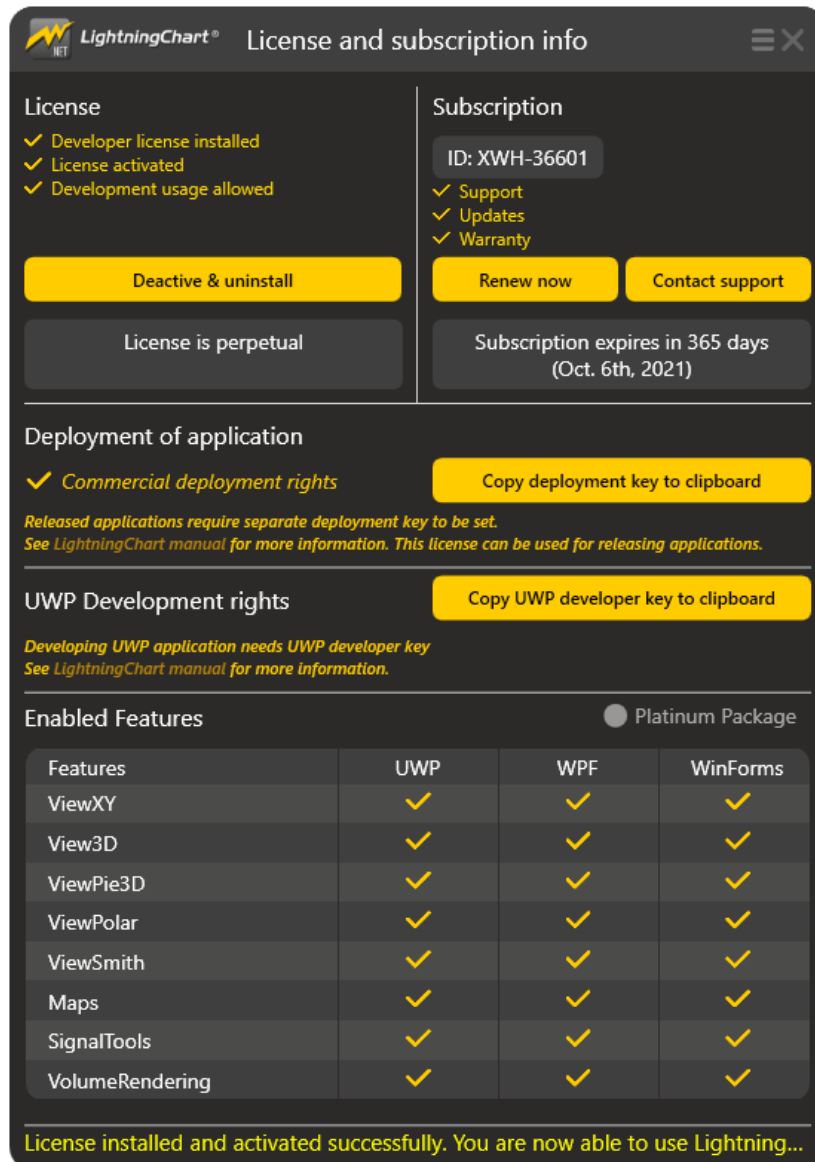 LightningChart® License and subscription info
.NET
License
Developer license installed
License activated
Development usage allowed
Deactive & uninstall
License is perpetual
Subscription
ID: XWH-36601
Support
Updates
Warranty
Renew now Contact support
Subscription expires in 365 days
(Oct. 6th, 2021)
Deployment of application
Commercial deployment rights Copy deployment key to clipboard
Released applications require separate deployment key to be set.
See LightningChart manual for more information. This license can be used for releasing applications.
UWP Development rights Copy UWP developer key to clipboard
Developing UWP application needs UWP developer key
See LightningChart manual for more information.
Enabled Features Platinum Package
Features UWP WPF WinForms
ViewXY
View3D
ViewPie3D
ViewPolar
ViewSmith
Maps
SignalTools
VolumeRendering
License installed and activated successfully. You are now able to use Lightning...